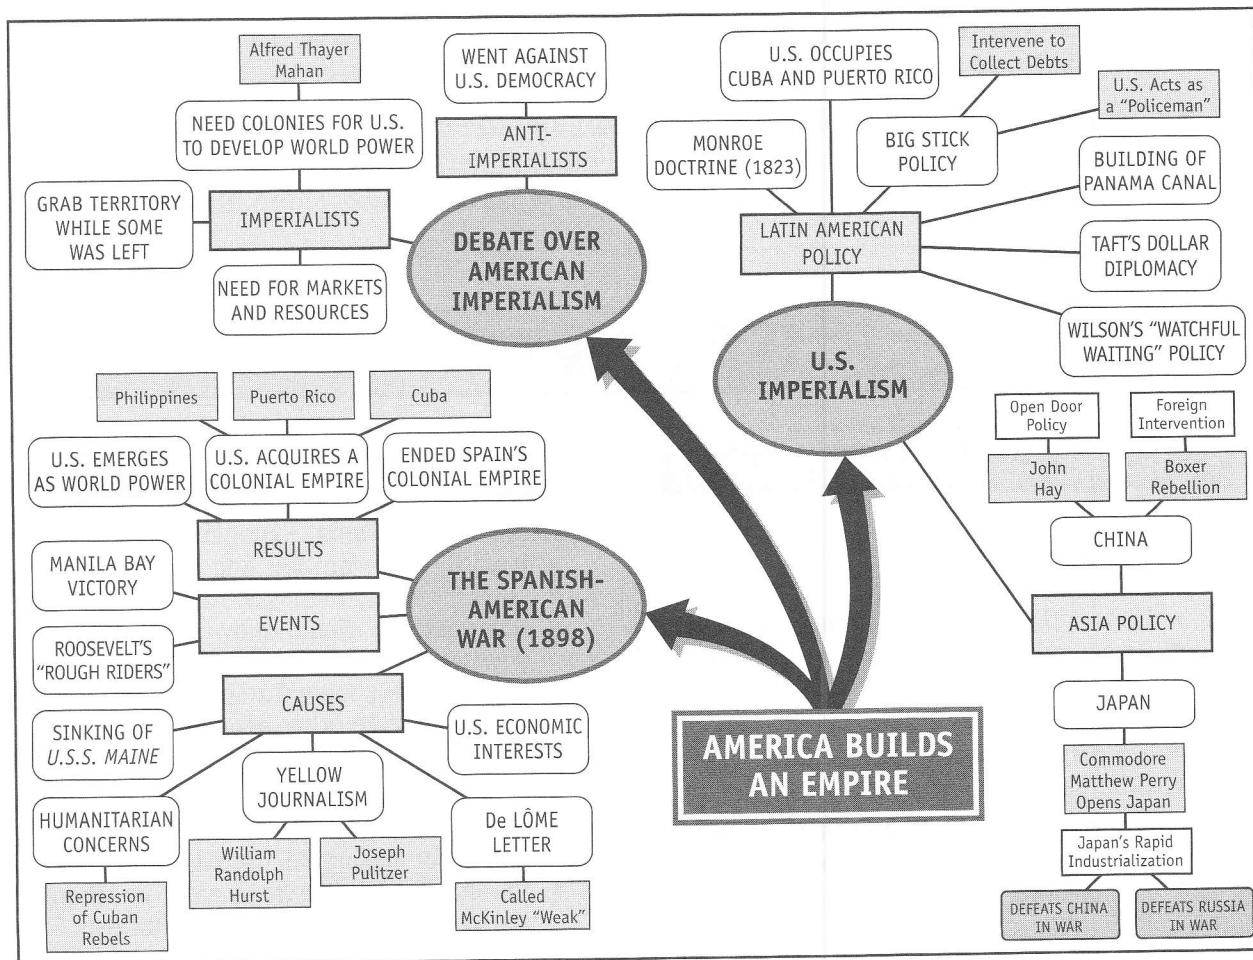 Alfred Thayer
Mahan
NEED COLONIES FOR U.S.
TO DEVELOP WORLD POWER
GRAB TERRITORY
WHILE SOME
WAS LEFT
IMPERIALISTS
NEED FOR MARKETS
AND RESOURCES
WENT AGAINST
U.S. DEMOCRACY
ANTI-
IMPERIALISTS
DEBATE OVER
AMERICAN
IMPERIALISM
U.S. OCCUPIES
CUBA AND PUERTO RICO
Intervene to
Collect Debts
U.S. Acts as
a "Policeman"
MONROE
DOCTRINE (1823)
BIG STICK
POLICY
BUILDING OF
PANAMA CANAL
LATIN AMERICAN
POLICY
TAFT'S DOLLAR
DIPLOMACY
WILSON'S "WATCHFUL
WAITING" POLICY
U.S.
IMPERIALISM
Philippines
Puerto Rico
Cuba
U.S. EMERGES
AS WORLD POWER
U.S. ACQUIRES A
COLONIAL EMPIRE
ENDED SPAIN'S
COLONIAL EMPIRE
RESULTS
MANILA BAY
VICTORY
EVENTS
ROOSEVELT'S
"ROUGH RIDERS"
THE SPANISH-
AMERICAN
WAR (1898)
CAUSES
SINKING OF
U.S.S. MAINE
U.S. ECONOMIC
INTERESTS
YELLOW
JOURNALISM
HUMANITARIAN
CONCERNS
De LÔME
LETTER
William
Randolph
Hurst
Joseph
Pulitzer
Repression
of Cuban
Rebels
Called
McKinley "Weak"
Open Door
Policy
Foreign
Intervention
John
Hay
Boxer
Rebellion
CHINA
ASIA POLICY
JAPAN
Commodore
Matthew Perry
Opens Japan
Japan's Rapid
Industrialization
DEFEATS CHINA
IN WAR
DEFEATS RUSSIA
IN WAR
AMERICA BUILDS
AN EMPIRE